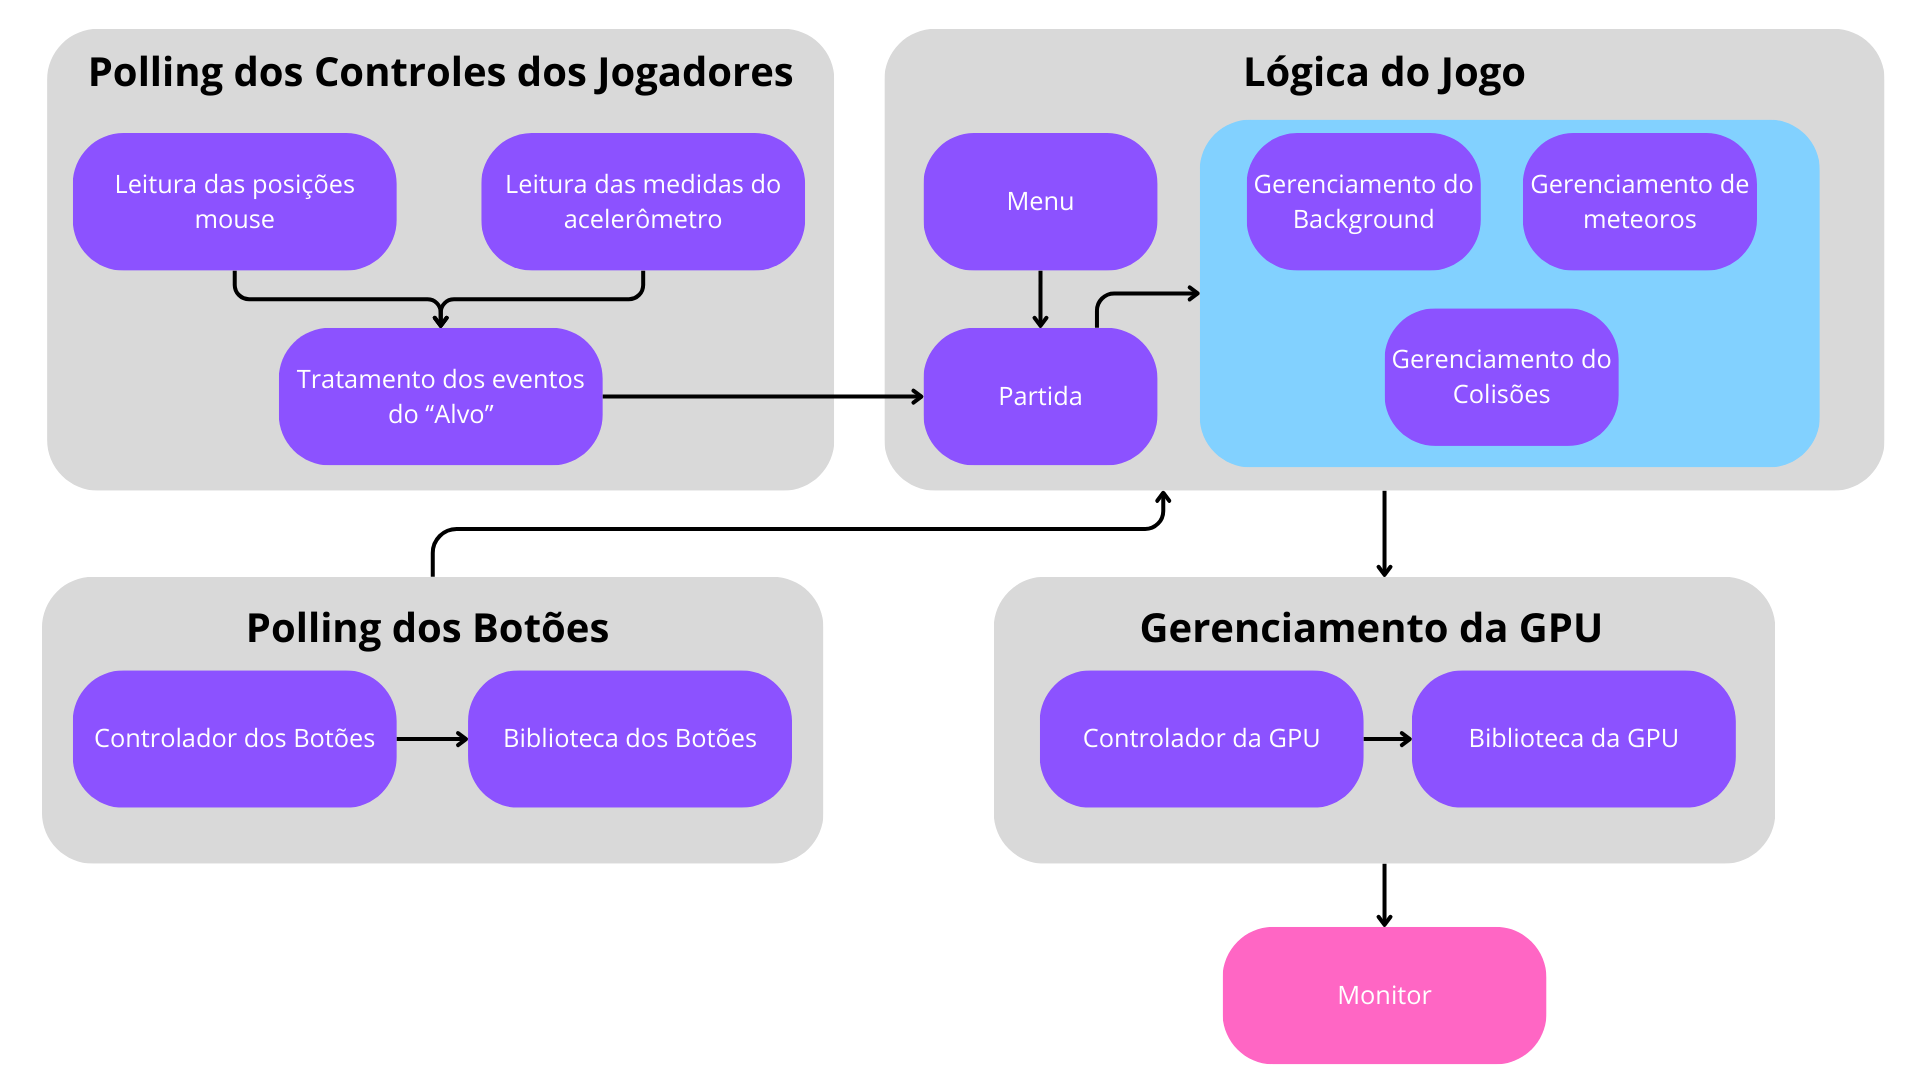 Polling dos Controles dos Jogadores
Leitura das posições
mouse
Leitura das medidas do
acelerômetro
Tratamento dos eventos
do “Alvo”
Lógica do Jogo
Menu
Partida
Gerenciamento do
Background
Gerenciamento de
meteoros
Gerenciamento do
Colisões
Polling dos Botões
Controlador dos Botões
Biblioteca dos Botões
Gerenciamento da GPU
Controlador da GPU
Biblioteca da GPU
Monitor